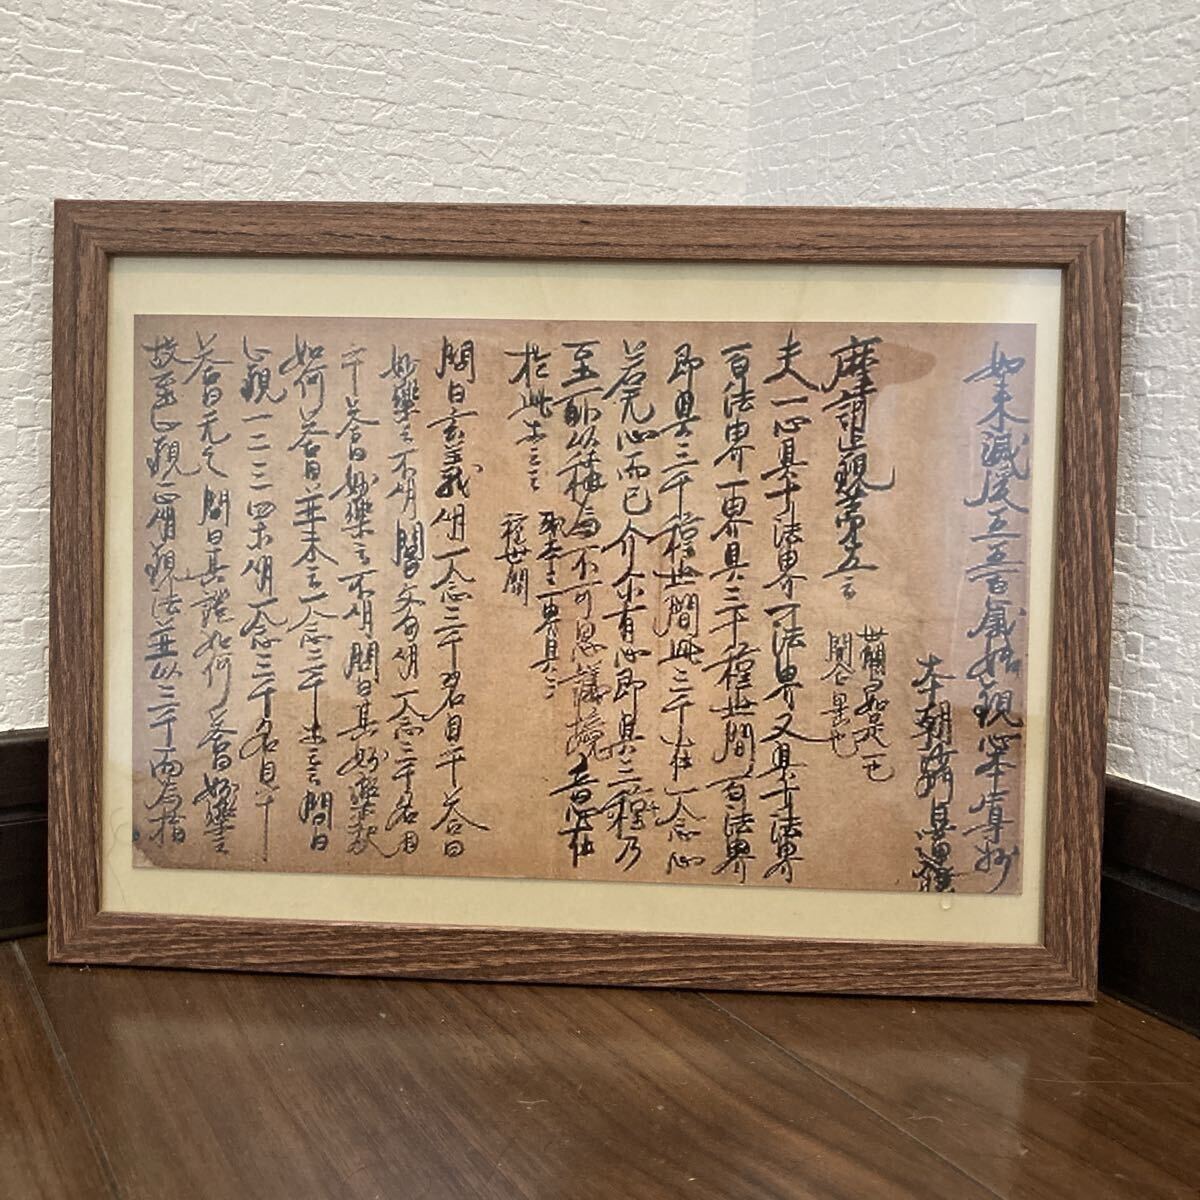 如来滅後五五百歳始観心本尊抄
本朝沙門日蓮撰
摩訶止観第五云
世間与如是一也
開合異也
夫一心具十法界一法界又具十法界
百法界一界具三十種世間百法界
即具三千種世間此三千在一念心
若无心而已介尓有心即具三千乃
至所以称為不可思議境意在
於此等云云
或本云一界具三
種世間
問曰玄義明一念三千名目乎答曰
妙楽云不明問曰文句明一念三千名目
乎答曰妙楽云不明問曰其妙楽釈
如何答曰並未云一念三千等云云問曰
止観一二三四等明一念三千名目乎
答曰无之問曰其證如何答曰妙楽云
故至止観正明観法並以三千而為指